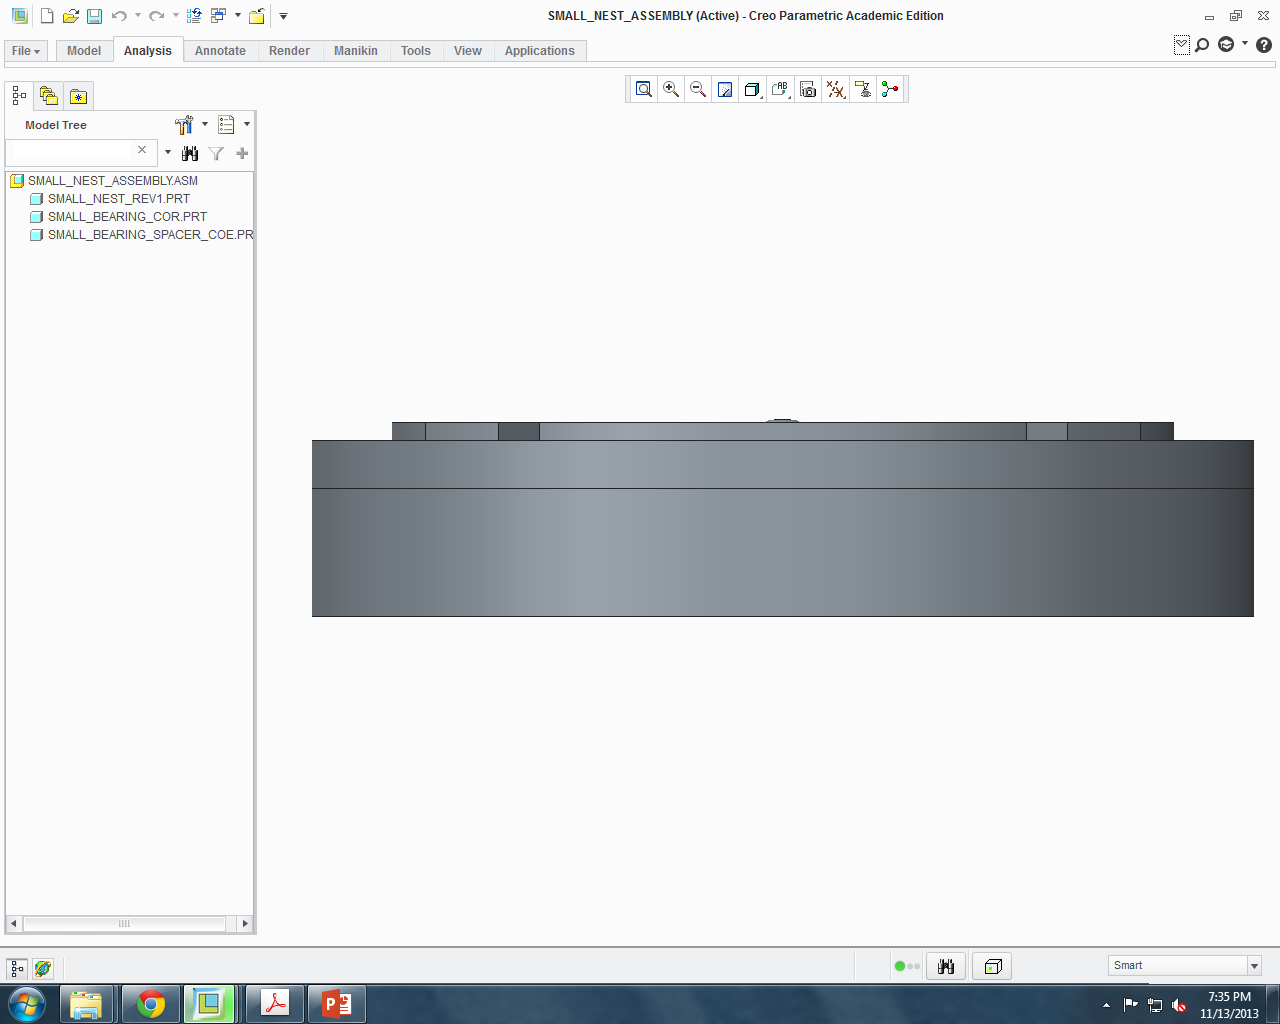 SMALL_NEST_ASSEMBLY (Active) - Creo Parametric Academic Edition
File Model Analysis Annotate Render Manikin Tools View Applications
AB
Model Tree
SMALL_NEST_ASSEMBLY.ASM
SMALL_NEST_REV1.PRT
SMALL_BEARING_COR.PRT
SMALL_BEARING_SPACER_COE.PR
Smart
P
7:35 PM
11/13/2013